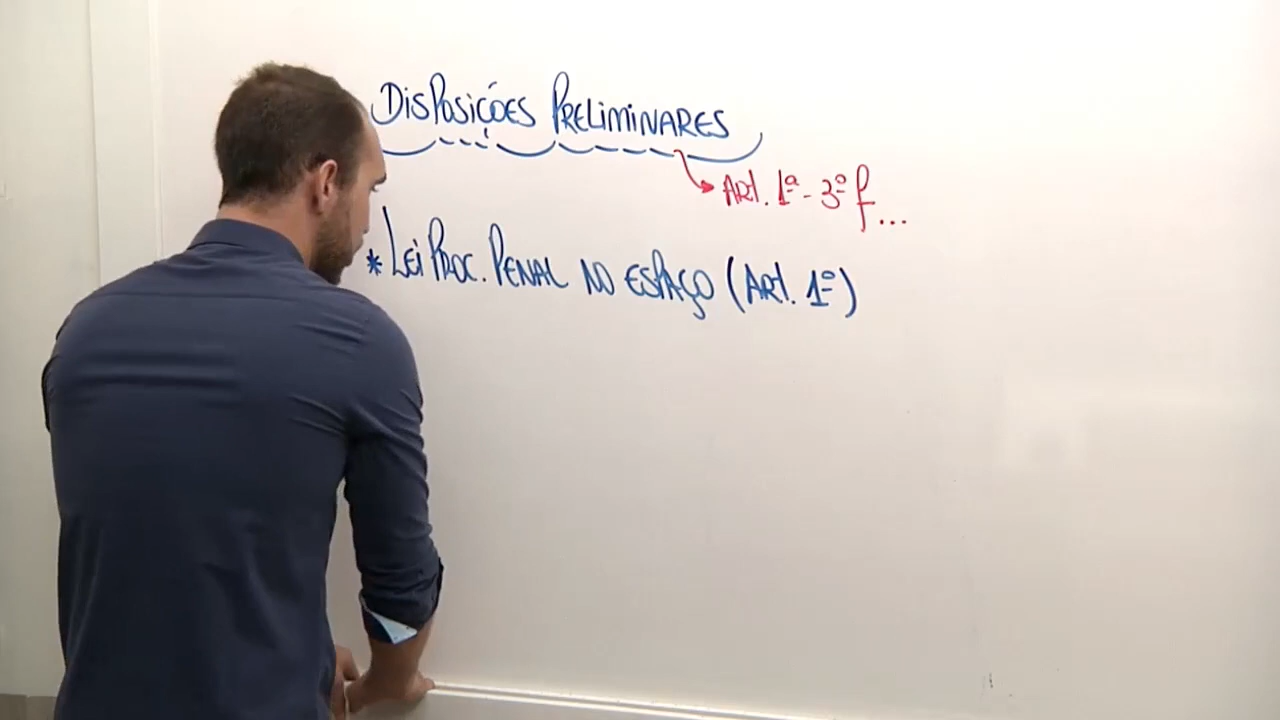 DISPOSIÇÕES PRELIMINARES
ART. 1º - 3º f ...
* LEI PROC. PENAL NO ESPAÇO (ART. 1º)